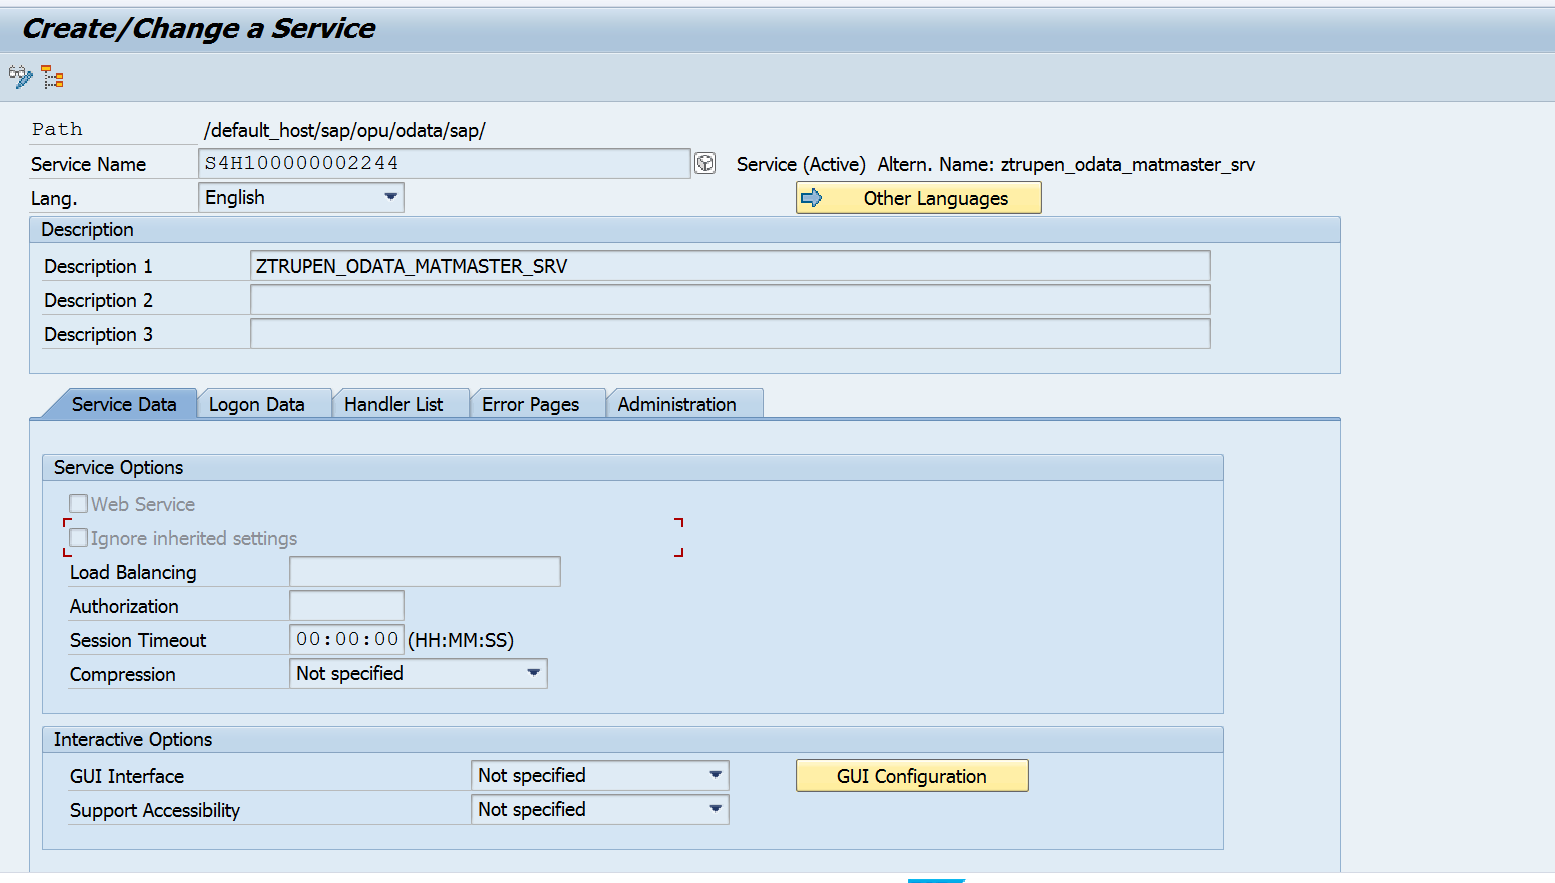 Create/Change a Service
Path /default_host/sap/opu/odata/sap/
Service Name S4H100000002244 Service (Active) Altern. Name: ztrupen_odata_matmaster_srv
Lang. English Other Languages
Description
Description 1 ZTRUPEN_ODATA_MATMASTER_SRV
Description 2
Description 3
Service Data Logon Data Handler List Error Pages Administration
Service Options
Web Service
Ignore inherited settings
Load Balancing
Authorization
Session Timeout 00:00:00 (HH:MM:SS)
Compression Not specified
Interactive Options
GUI Interface Not specified GUI Configuration
Support Accessibility Not specified